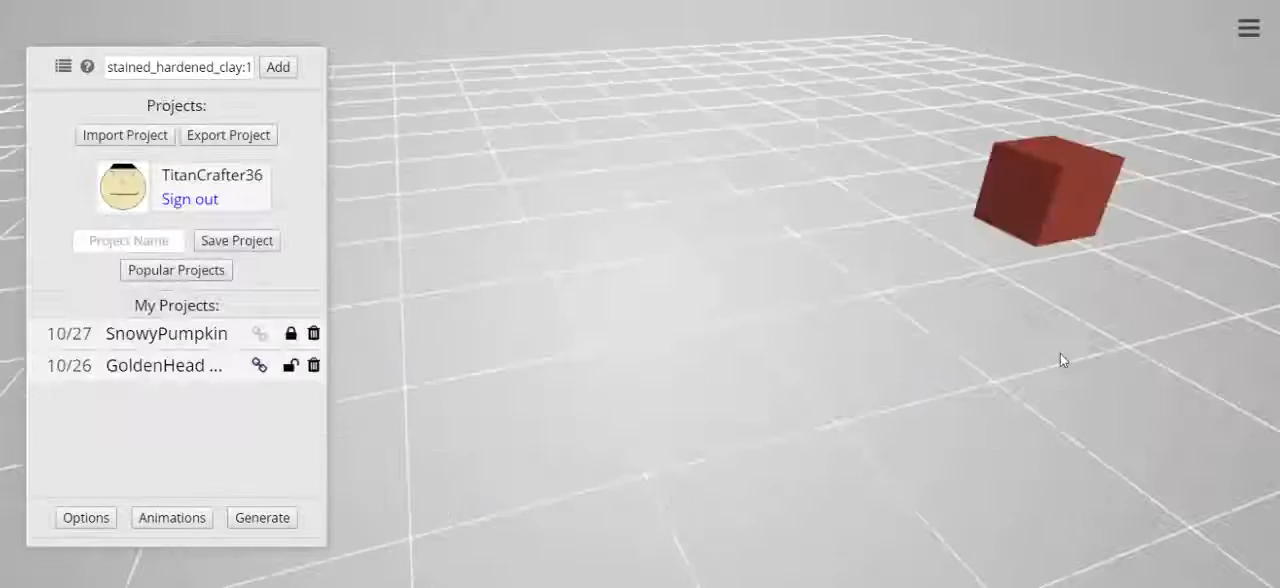 stained_hardened_clay:1 Add
Projects:
Import Project Export Project
TitanCrafter36
Sign out
Project Name Save Project
Popular Projects
My Projects:
10/27 SnowyPumpkin
10/26 GoldenHead ...
Options Animations Generate